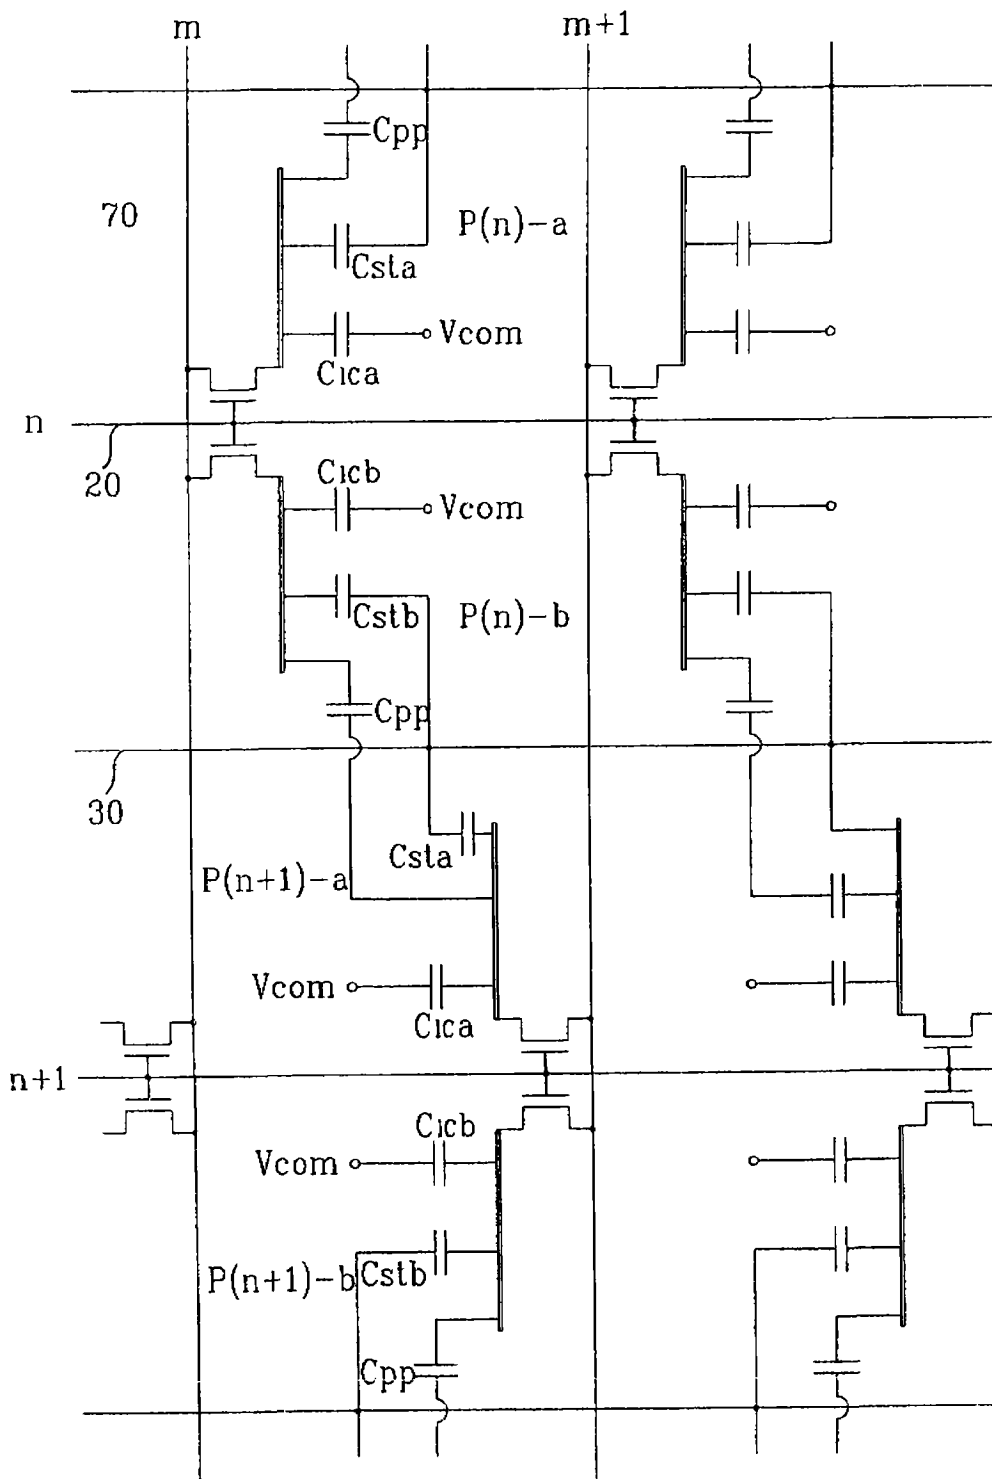 m m+1
Cpp
70 P(n)-a
Csta
Vcom
Clca
n
20
Clcb
Vcom
Cstb P(n)-b
Cpp
30
Csta
P(n+1)-a
Vcom
Clca
n+1
Clcb
Vcom
P(n+1)-b Cstb
Cpp